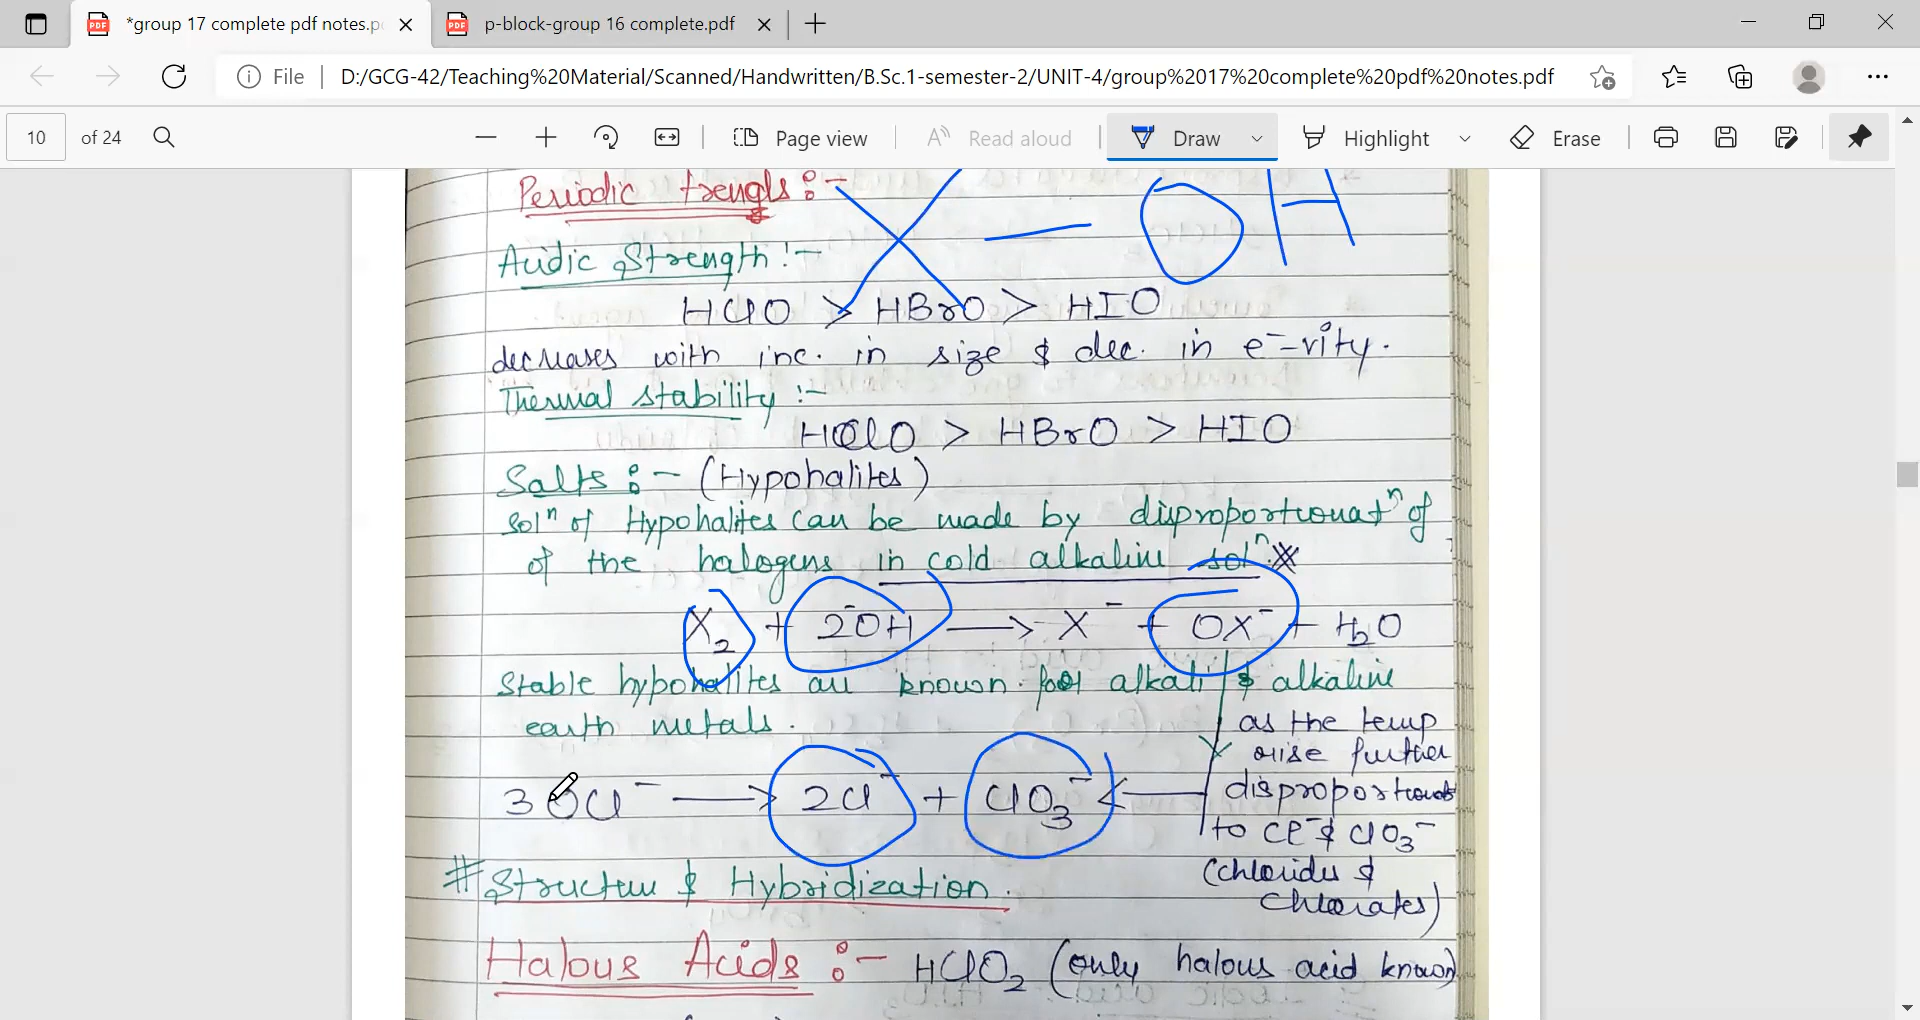 *group 17 complete pdf notes.p
p-block-group 16 complete.pdf
File
D:/GCG-42/Teaching%20Material/Scanned/Handwritten/B.Sc.1-semester-2/UNIT-4/group%2017%20complete%20pdf%20notes.pdf
10 of 24
Page view
Read aloud
Draw
Highlight
Erase
Periodic trengls :-
X - OH
Acidic Strength :-
HClO > HBrO > HIO
decreases with inc. in size & dec. in e⁻-vity.
Thermal stability :-
HClO > HBrO > HIO
Salts :- (Hypohalites)
Solⁿ of Hypohalites can be made by disproportionatⁿ of
of the halogens in cold alkaline solⁿ.
X₂ + 2⁻OH ⟶ X⁻ + OX⁻ + H₂O
Stable hypohalites are known for alkali & alkaline
earth metals.
as the temp
rise further
3OCl⁻ ⟶ 2Cl⁻ + ClO₃⁻
disproportionates
to Cl⁻ & ClO₃⁻
(chlorides &
Chlorates)
# Structure & Hybridization.
Halous Acids :- HClO₂ (only halous acid known)